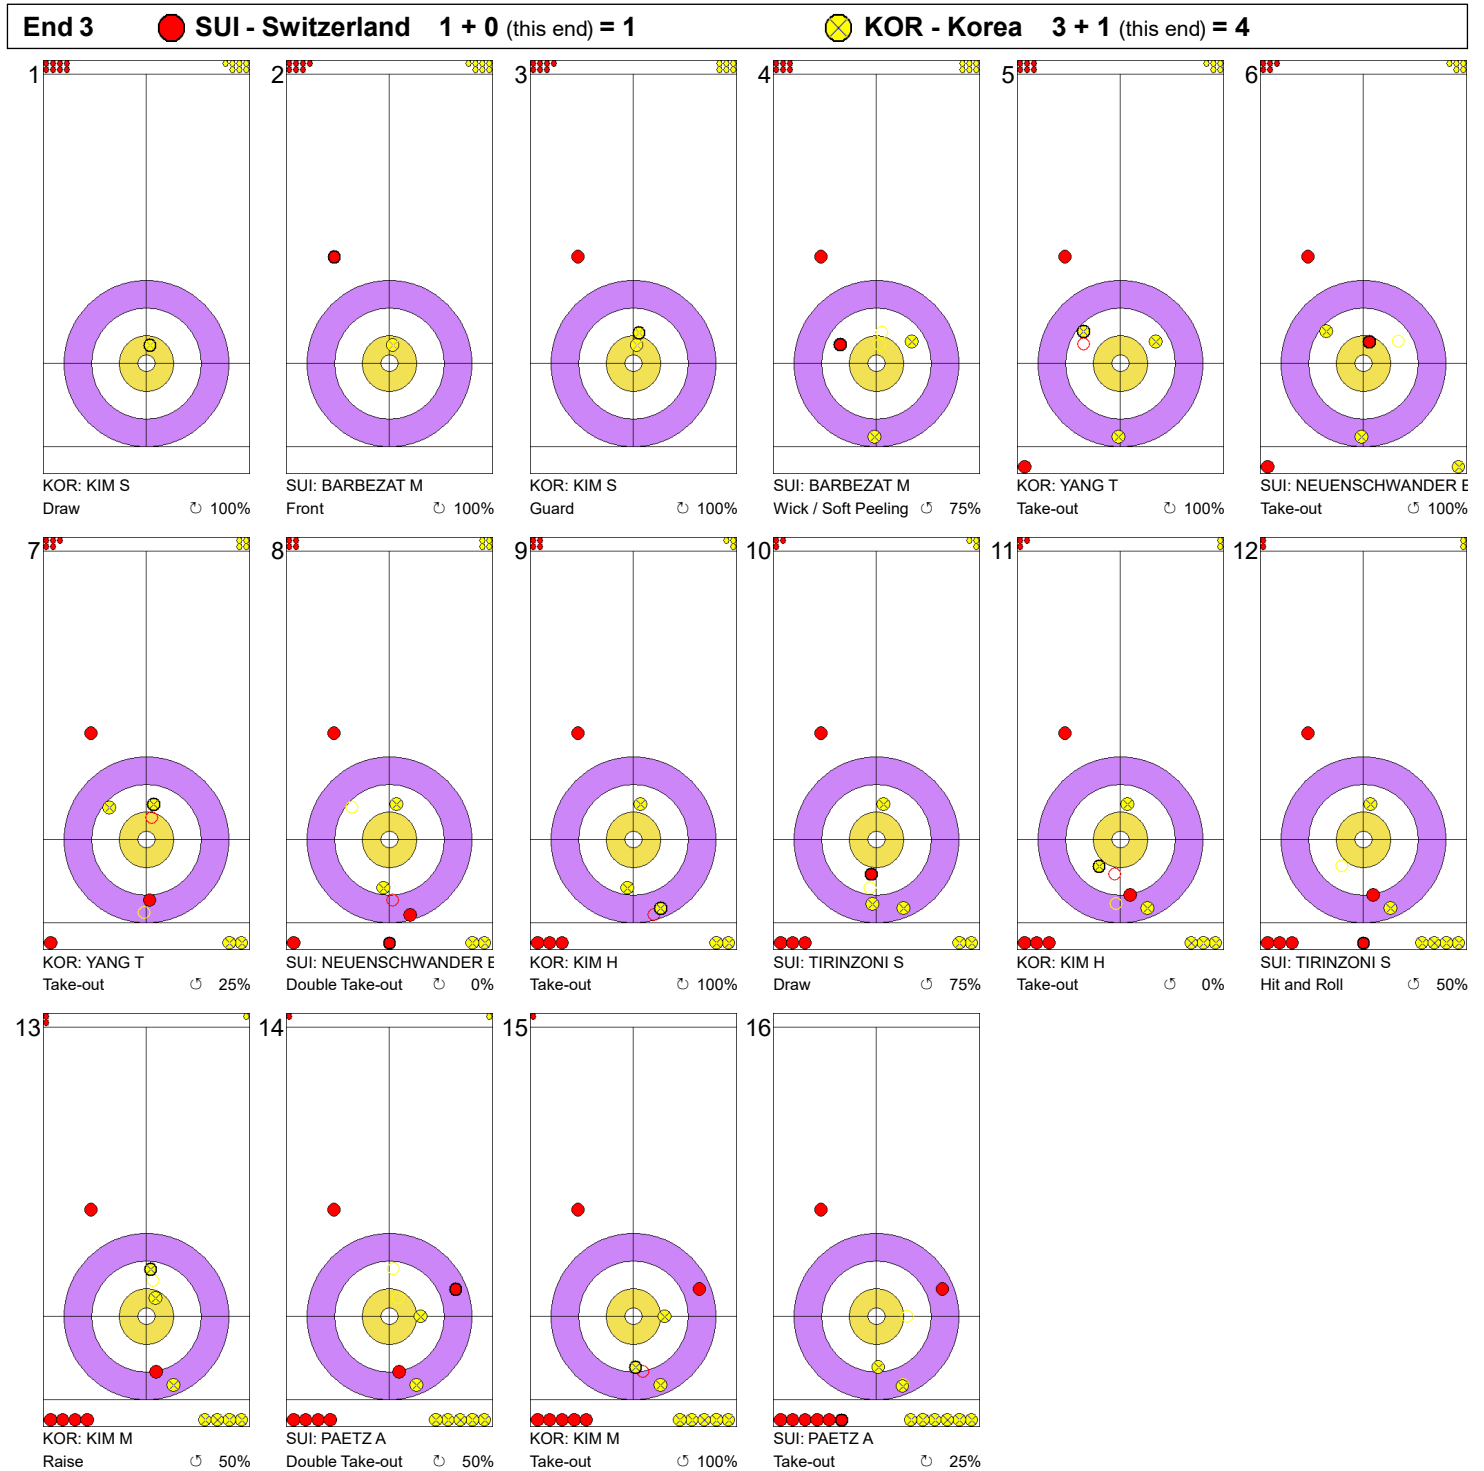 End 3 SUI - Switzerland 1 + 0 (this end) = 1 KOR - Korea 3 + 1 (this end) = 4
1 2 3 4 5 6
KOR: KIM S SUI: BARBEZAT M KOR: KIM S SUI: BARBEZAT M KOR: YANG T SUI: NEUENSCHWANDER E
Draw ↻ 100% Front ↻ 100% Guard ↻ 100% Wick / Soft Peeling ↺ 75% Take-out ↻ 100% Take-out ↻ 100%
7 8 9 10 11 12
KOR: YANG T SUI: NEUENSCHWANDER E KOR: KIM H SUI: TIRINZONI S KOR: KIM H SUI: TIRINZONI S
Take-out ↺ 25% Double Take-out ↻ 0% Take-out ↻ 100% Draw ↺ 75% Take-out ↺ 0% Hit and Roll ↺ 50%
13 14 15 16
KOR: KIM M SUI: PAETZ A KOR: KIM M SUI: PAETZ A
Raise ↺ 50% Double Take-out ↻ 50% Take-out ↺ 100% Take-out ↺ 25%